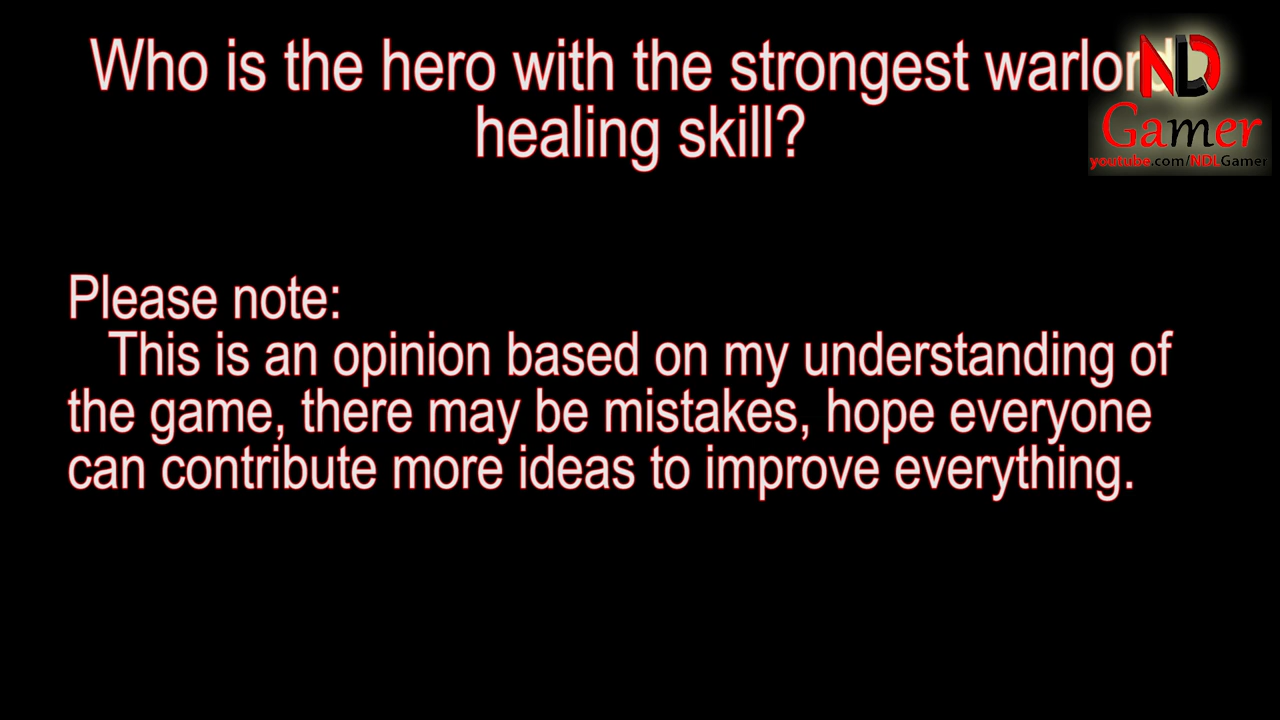 Who is the hero with the strongest warlord
healing skill?
ND
Gamer
youtube.com/NDLGamer
Please note:
This is an opinion based on my understanding of
the game, there may be mistakes, hope everyone
can contribute more ideas to improve everything.